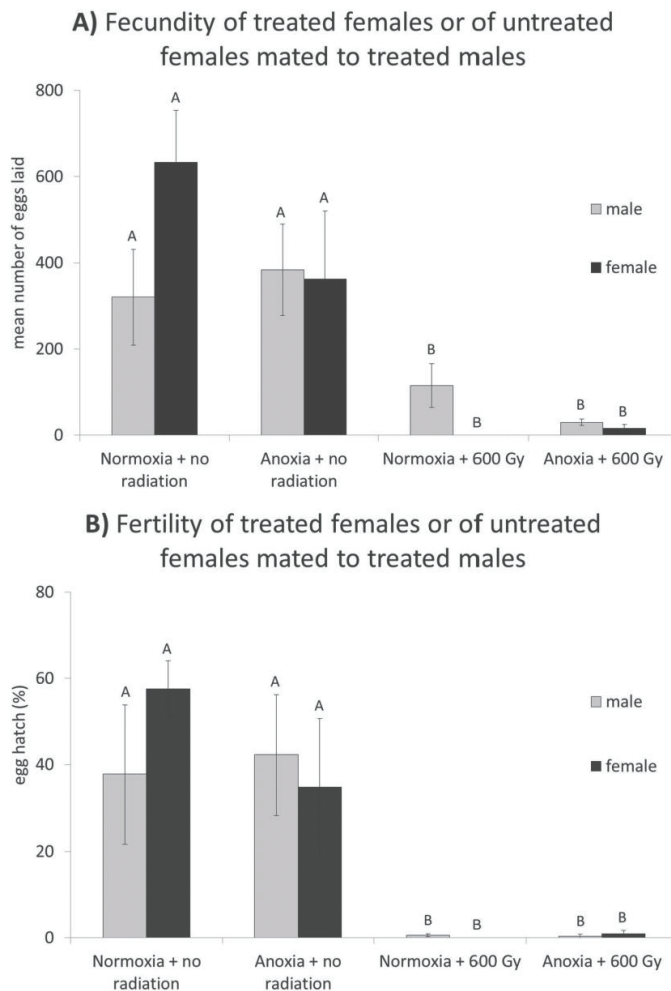 A) Fecundity of treated females or of untreated
females mated to treated males
800
600
400
200
0
mean number of eggs laid
A
A
A
A
B
B
B
B
male
female
Normoxia + no
radiation
Anoxia + no
radiation
Normoxia + 600 Gy
Anoxia + 600 Gy
B) Fertility of treated females or of untreated
females mated to treated males
80
60
40
20
0
egg hatch (%)
A
A
A
A
B
B
B
B
male
female
Normoxia + no
radiation
Anoxia + no
radiation
Normoxia + 600 Gy
Anoxia + 600 Gy